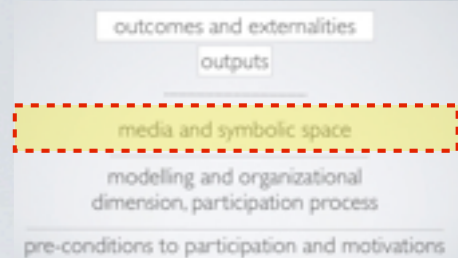 outcomes and externalities
outputs
media and symbolic space
modelling and organizational
dimension, participation process
pre-conditions to participation and motivations